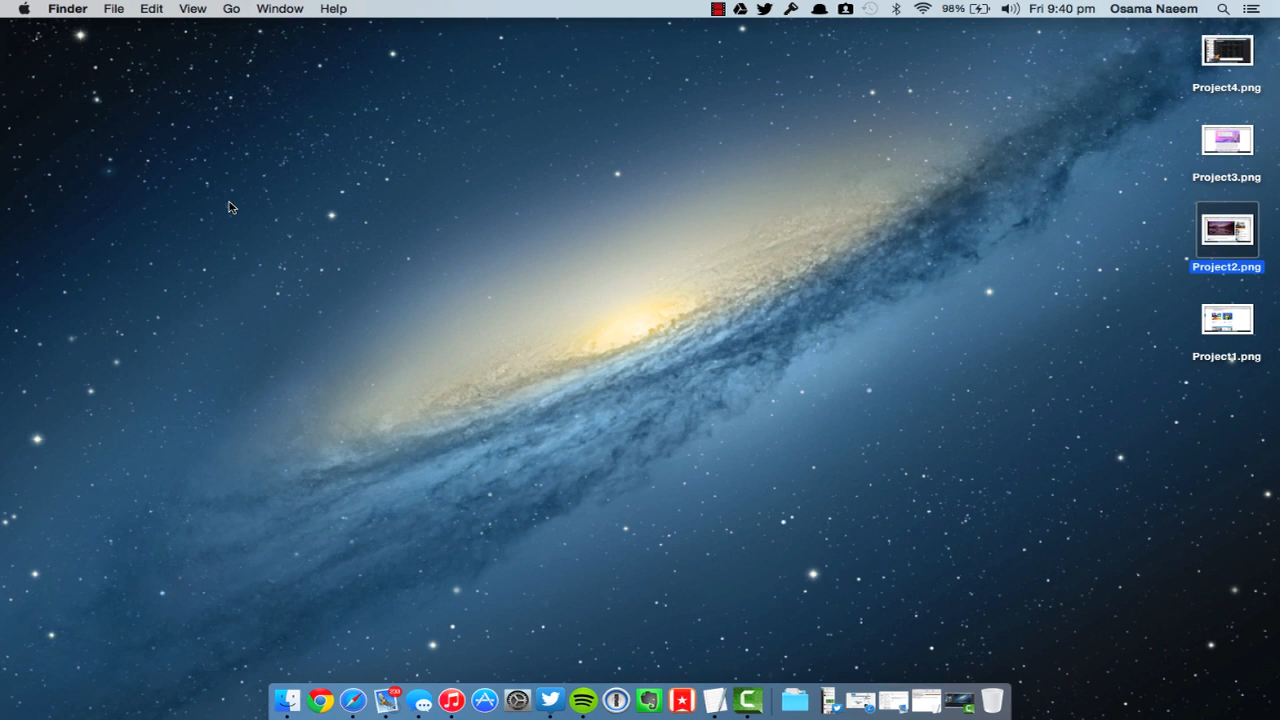 Finder File Edit View Go Window Help 98% Fri 9:40 pm Osama Naeem
Project4.png
Project3.png
Project2.png
Project1.png